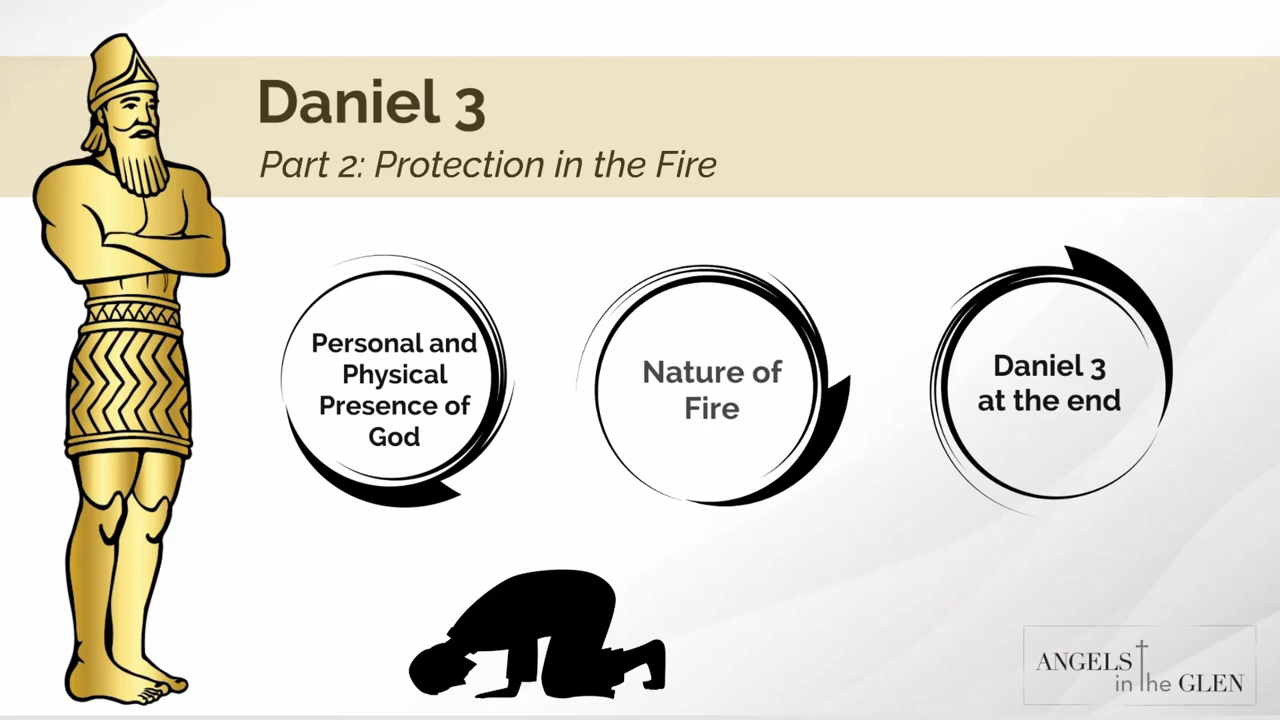 Daniel 3
Part 2: Protection in the Fire
Personal and
Physical
Presence of
God
Nature of
Fire
Daniel 3
at the end
ANGELS
in the GLEN